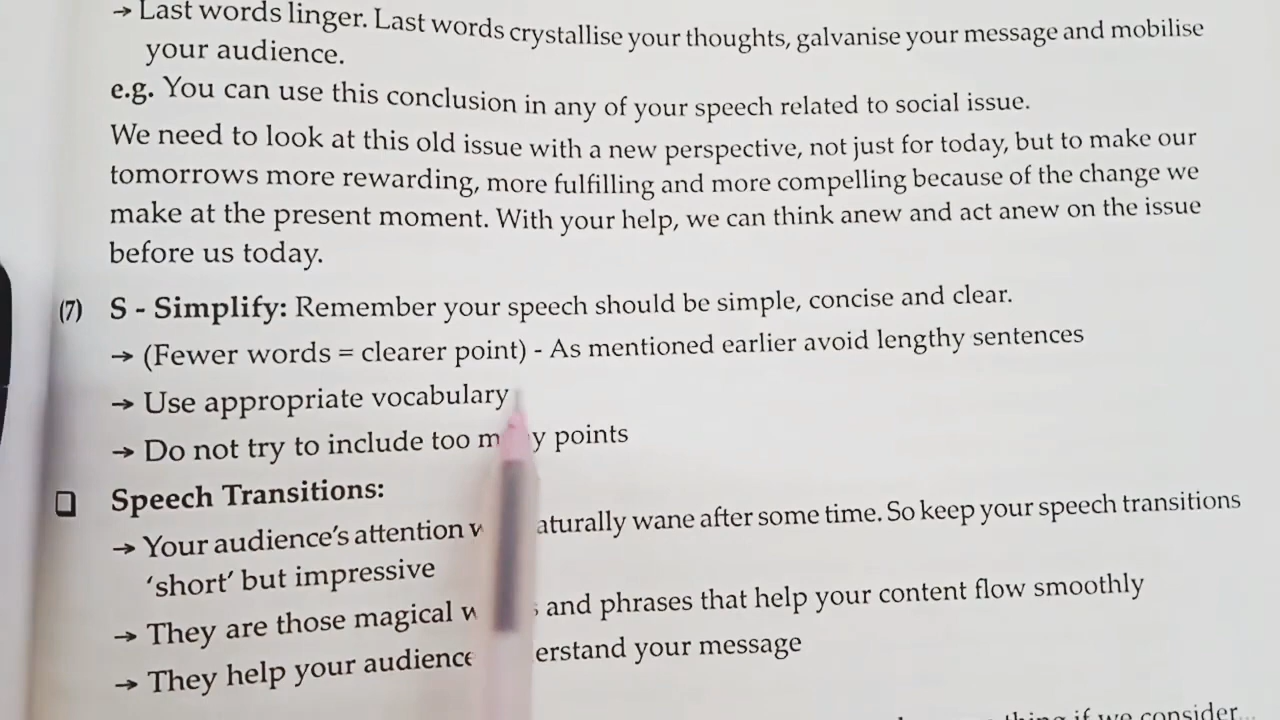 → Last words linger. Last words crystallise your thoughts, galvanise your message and mobilise
your audience.
e.g. You can use this conclusion in any of your speech related to social issue.
We need to look at this old issue with a new perspective, not just for today, but to make our
tomorrows more rewarding, more fulfilling and more compelling because of the change we
make at the present moment. With your help, we can think anew and act anew on the issue
before us today.
(7) S - Simplify: Remember your speech should be simple, concise and clear.
→ (Fewer words = clearer point) - As mentioned earlier avoid lengthy sentences
→ Use appropriate vocabulary
→ Do not try to include too many points
❑ Speech Transitions:
→ Your audience's attention naturally wane after some time. So keep your speech transitions
'short' but impressive
→ They are those magical and phrases that help your content flow smoothly
→ They help your audience understand your message
if we consider...